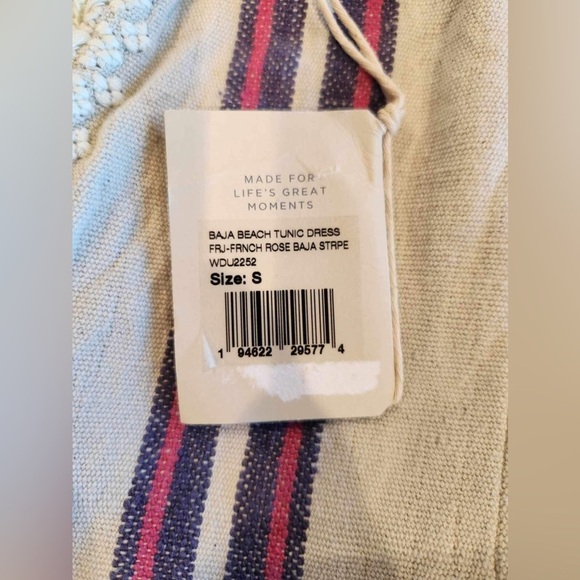 MADE FOR
LIFE'S GREAT
MOMENTS
BAJA BEACH TUNIC DRESS
FRJ-FRNCH ROSE BAJA STRPE
WDU2252
Size: S
1 94622 29577 4